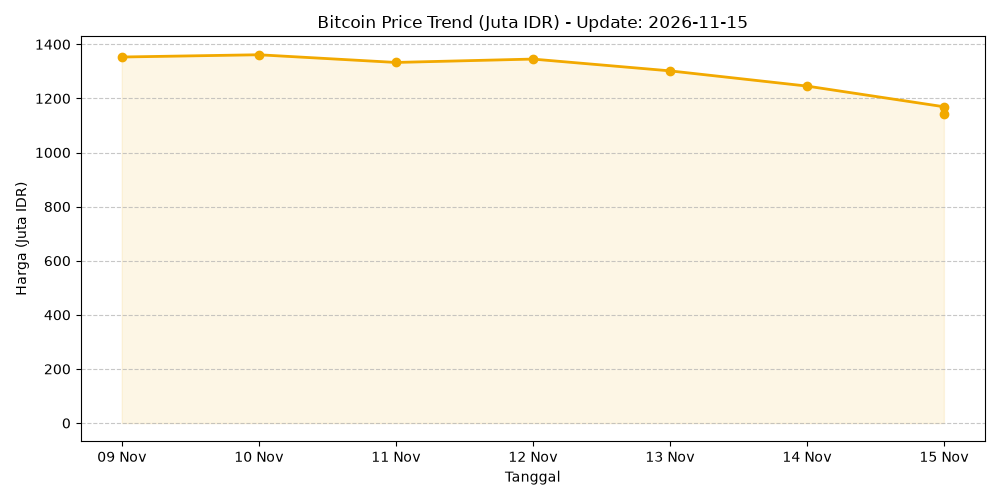 Bitcoin Price Trend (Juta IDR) - Update: 2026-11-15
1400
1200
1000
800
600
400
200
0
Harga (Juta IDR)
09 Nov
10 Nov
11 Nov
12 Nov
13 Nov
14 Nov
15 Nov
Tanggal